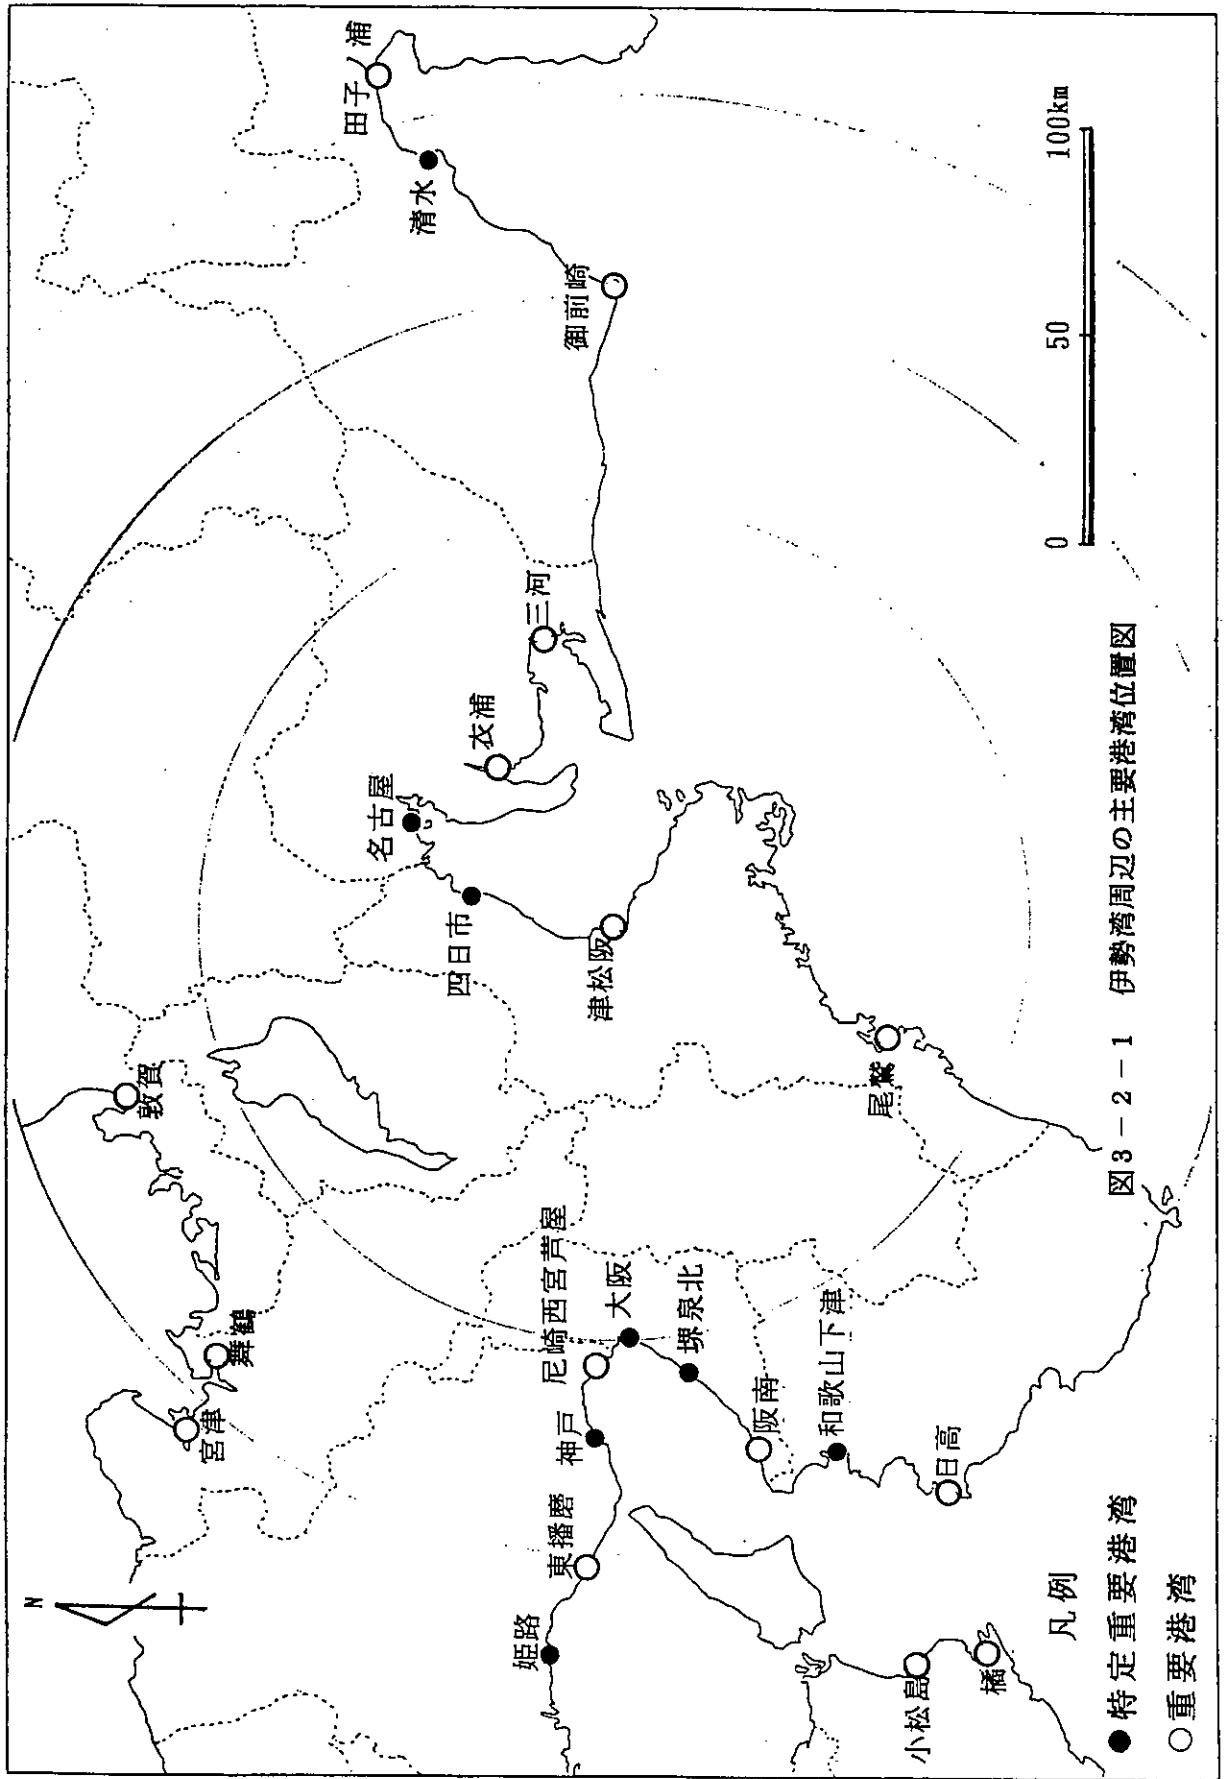 N
宮津
舞鶴
敦賀
姫路
東播磨
神戸
尼崎西宮芦屋
大阪
堺泉北
阪南
和歌山下津
日高
小松島
橘
尾鷲
津松阪
四日市
名古屋
衣浦
三河
御前崎
清水
田子ノ浦
凡例
●特定重要港湾
○重要港湾
0 50 100km
図3-2-1 伊勢湾周辺の主要港湾位置図